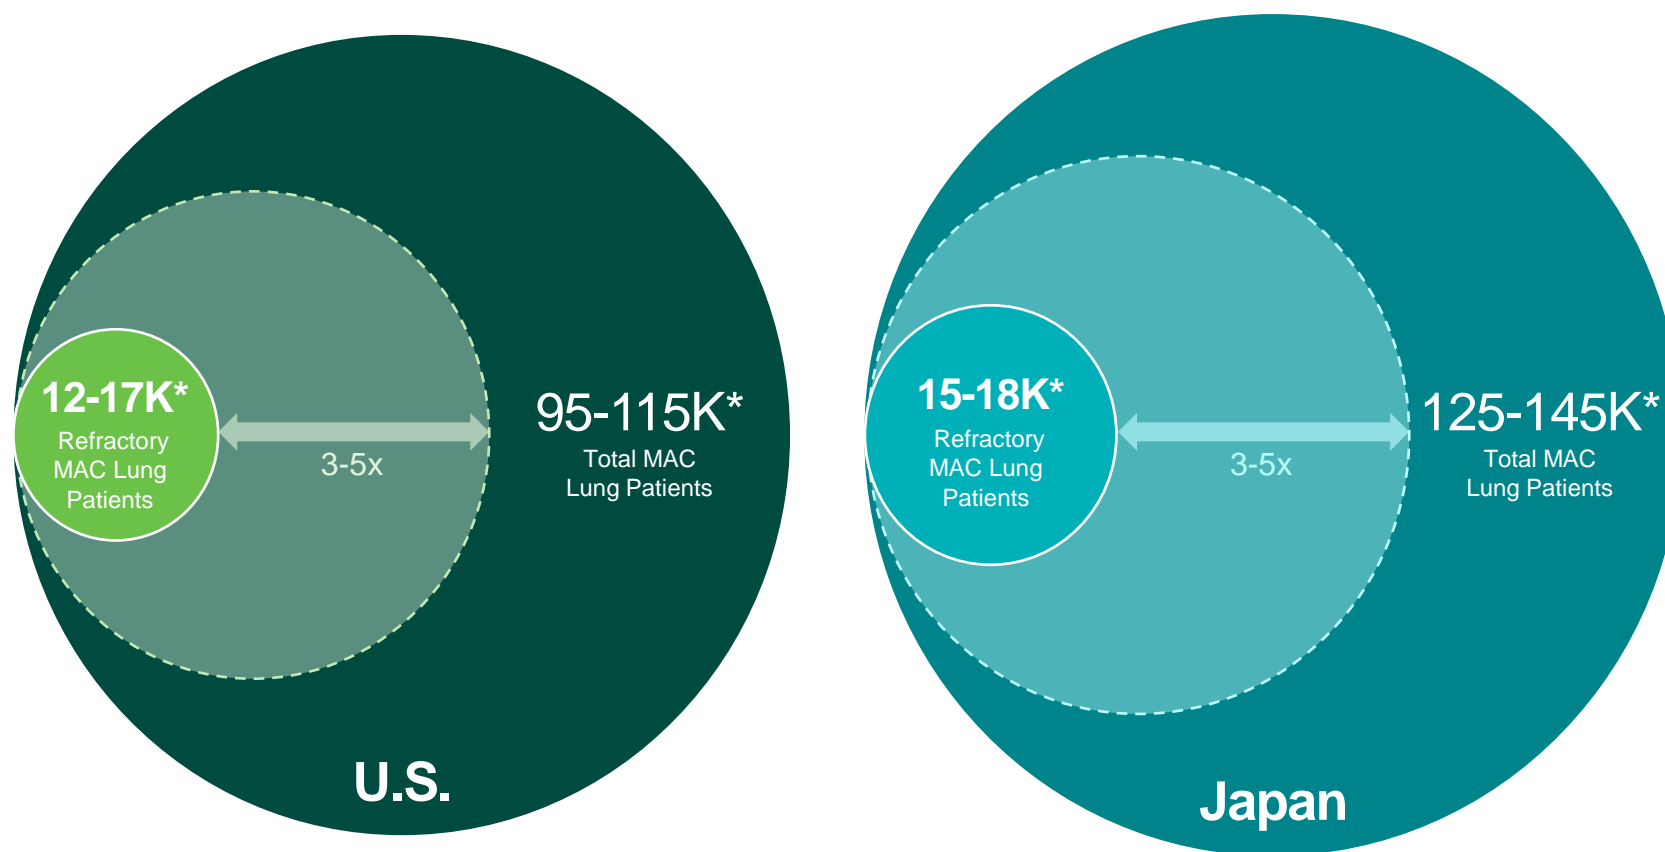 12-17K*
Refractory
MAC Lung
Patients
3-5x
95-115K*
Total MAC
Lung Patients
U.S.
15-18K*
Refractory
MAC Lung
Patients
3-5x
125-145K*
Total MAC
Lung Patients
Japan